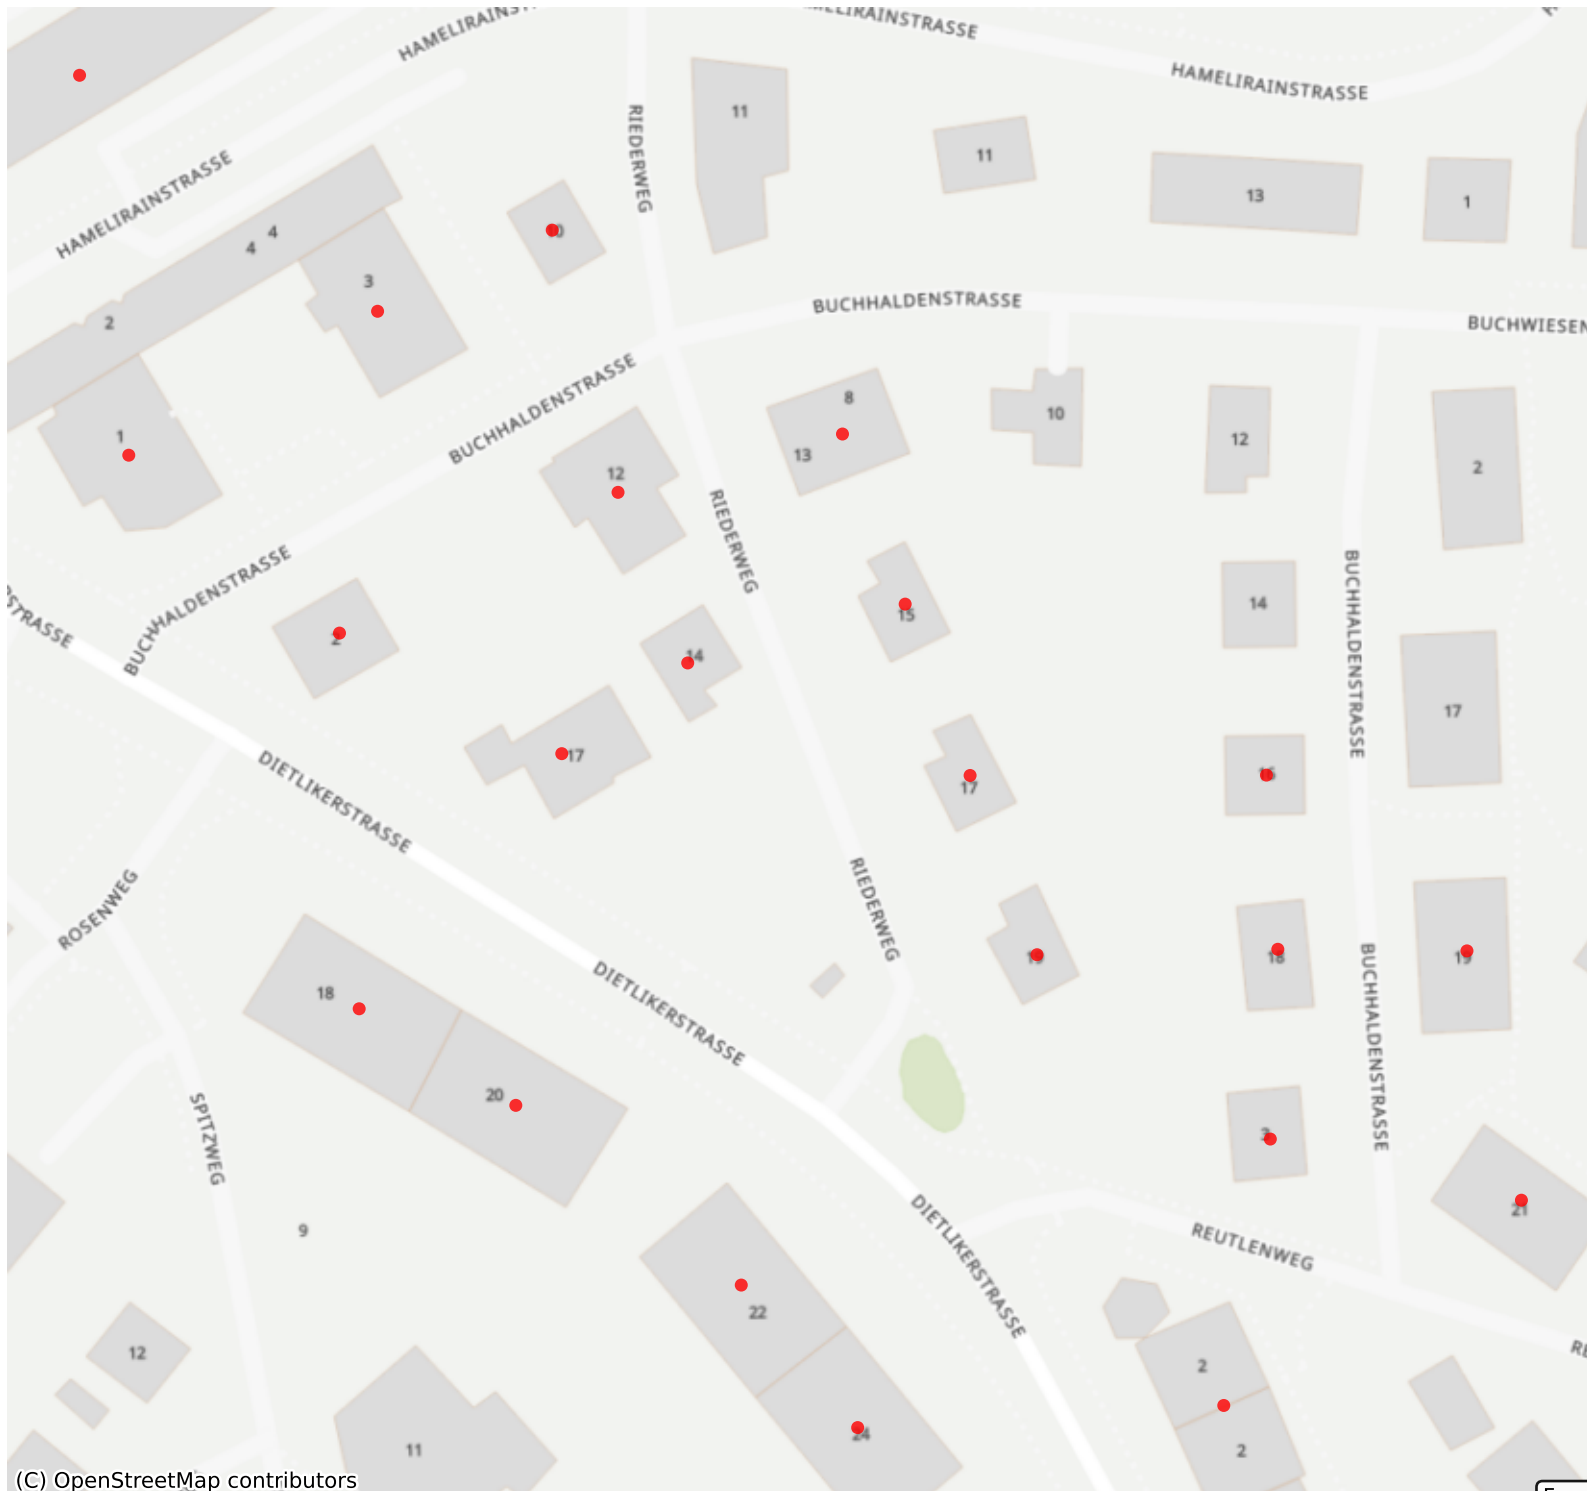 HAMELIRAINSTRASSE
11
RIEDERWEG
11
13
1
HAMELIRAINSTRASSE
4
4
3
2
BUCHHALDENSTRASSE
BUCHHALDENSTRASSE
8
10
12
2
1
12
13
RIEDERWEG
BUCHHALDENSTRASSE
BUCHHALDENSTRASSE
15
14
2
14
17
17
17
DIETLIKERSTRASSE
ROSENWEG
RIEDERWEG
18
19
BUCHHALDENSTRASSE
18
DIETLIKERSTRASSE
20
SPITZWEG
21
9
DIETLIKERSTRASSE
REUTLENWEG
22
12
2
24
11
2
(C) OpenStreetMap contributors